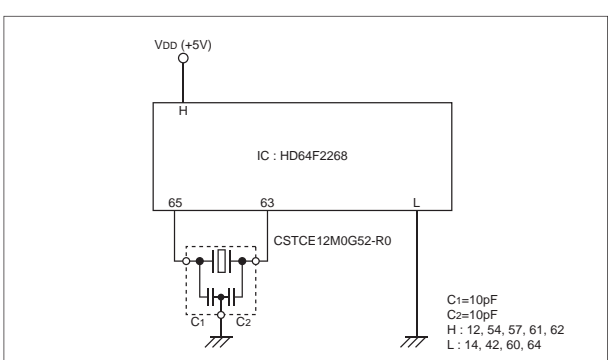 VDD (+5V)
H
IC : HD64F2268
65
63
L
CSTCE12M0G52-R0
C1
C2
C1=10pF
C2=10pF
H : 12, 54, 57, 61, 62
L : 14, 42, 60, 64